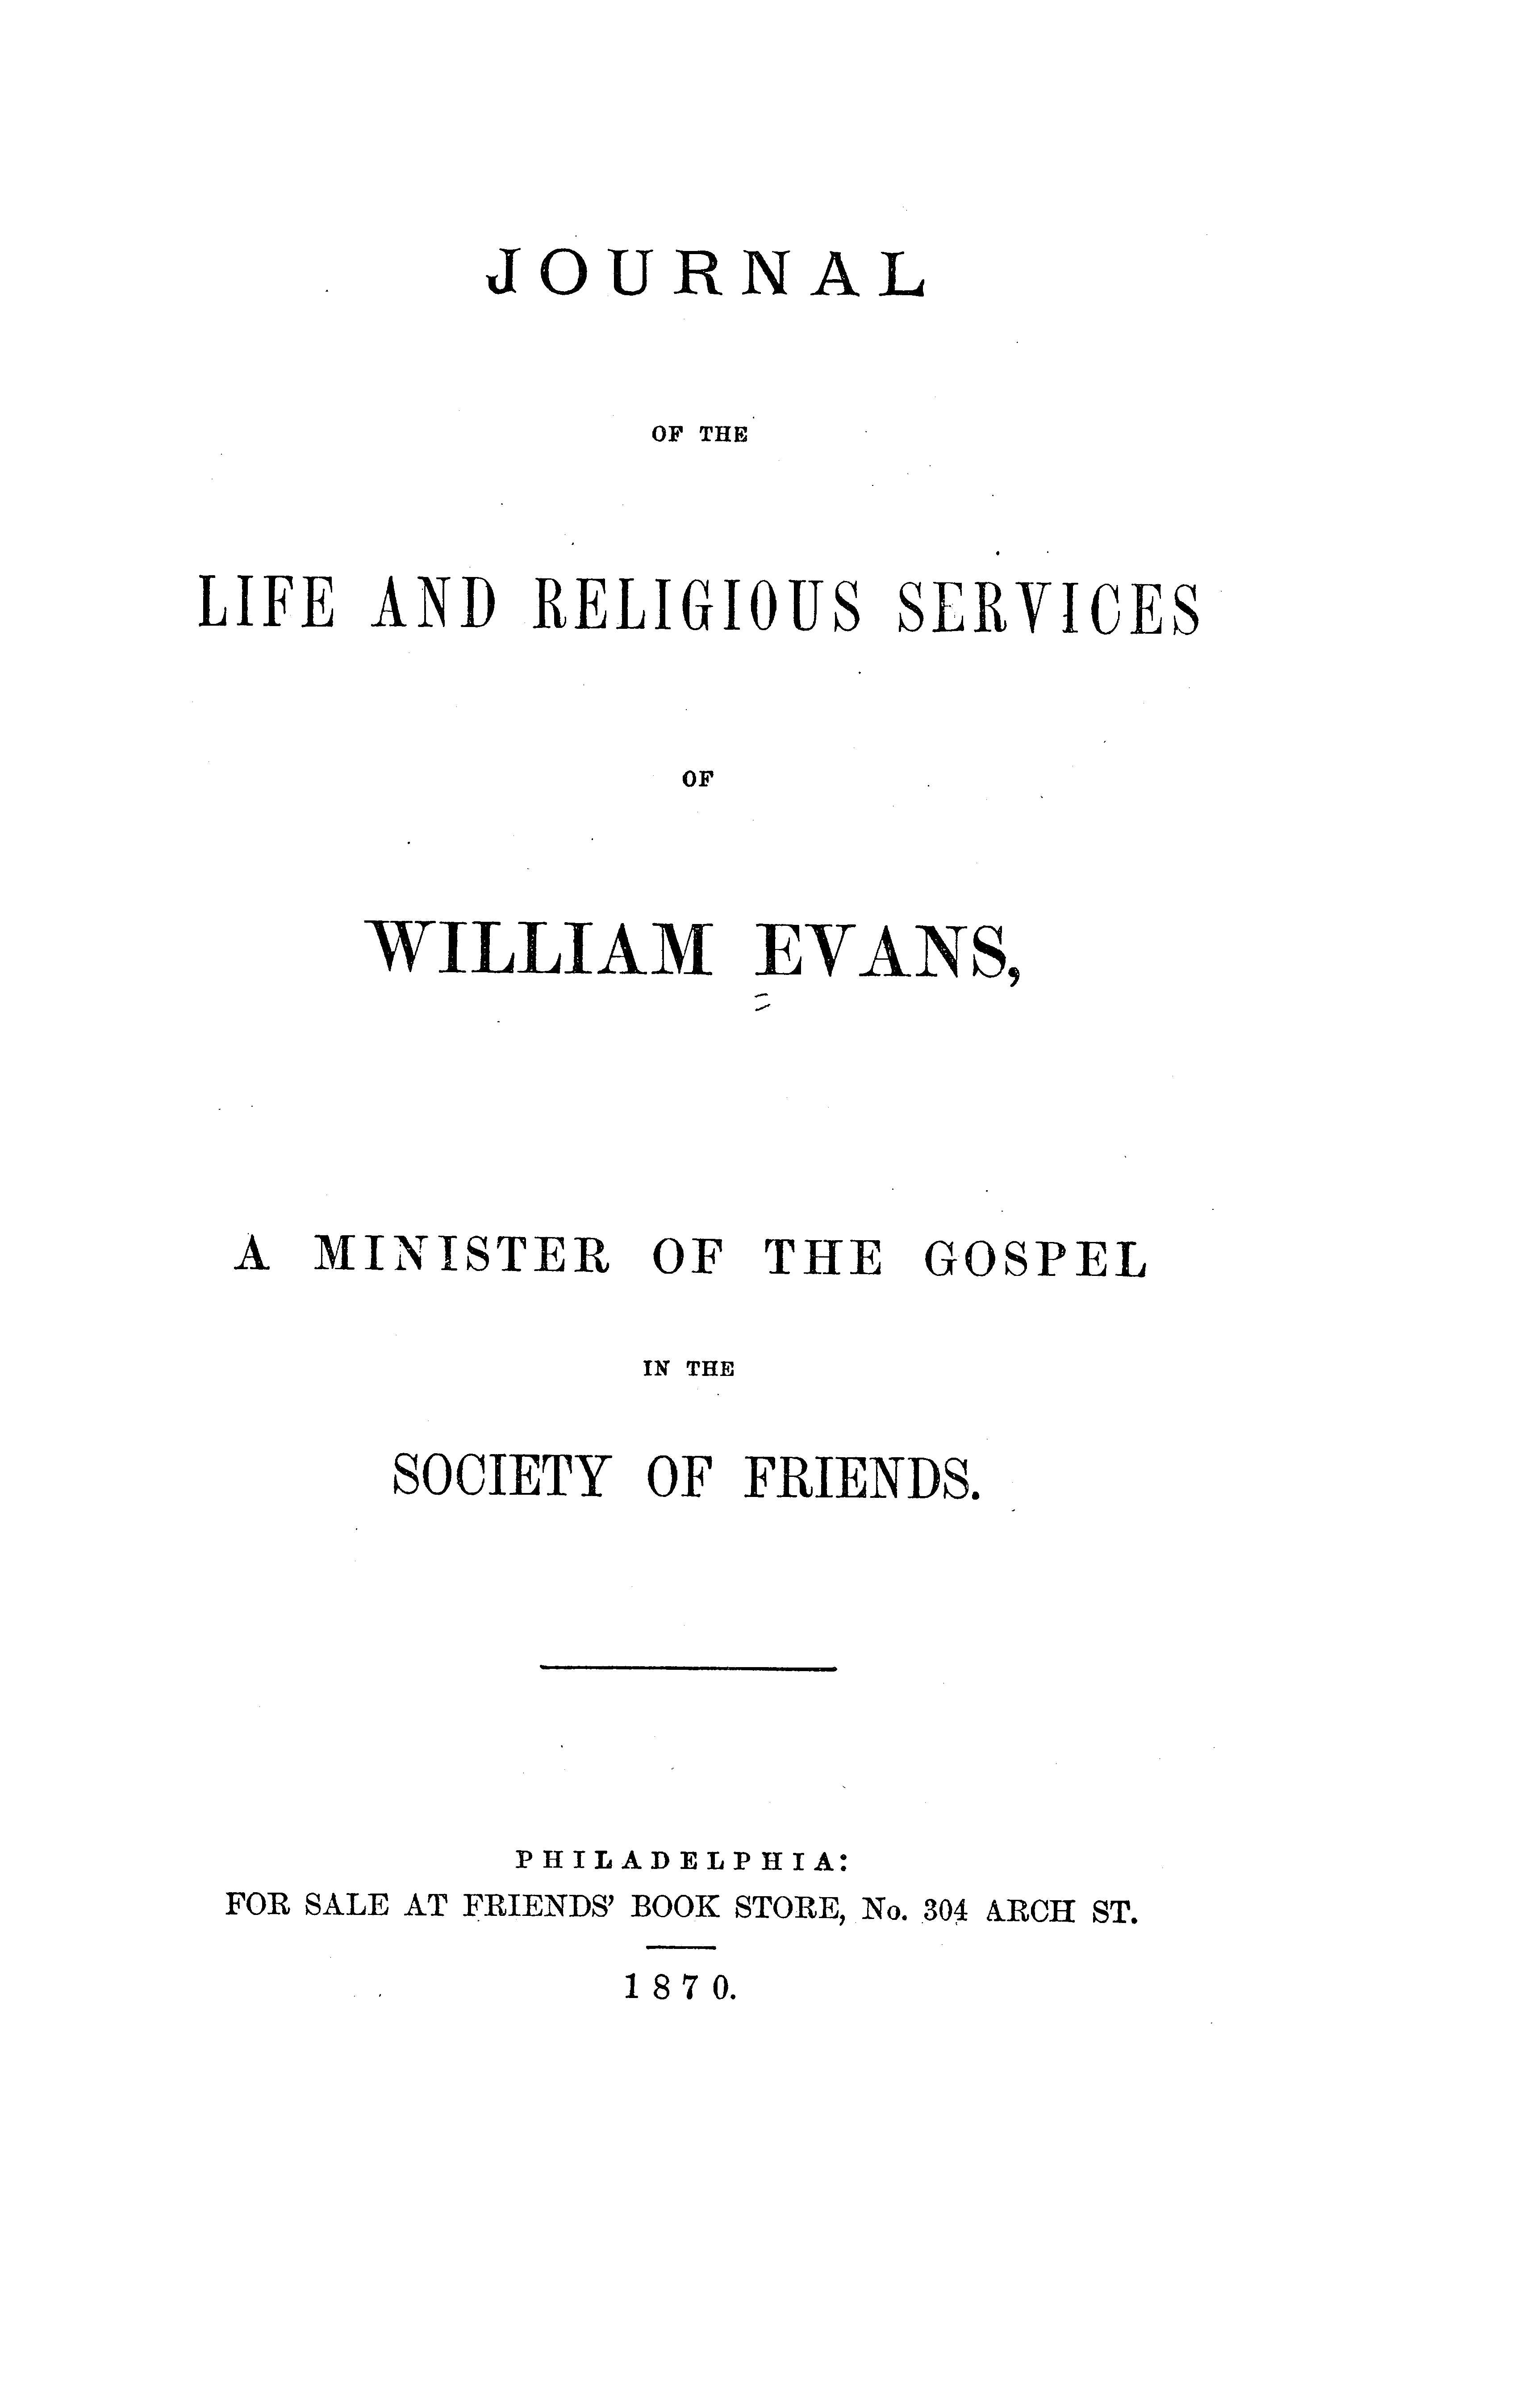 JOURNAL
OF THE
LIFE AND RELIGIOUS SERVICES
OF
WILLIAM EVANS,
A MINISTER OF THE GOSPEL
IN THE
SOCIETY OF FRIENDS.
PHILADELPHIA:
FOR SALE AT FRIENDS' BOOK STORE, No. 304 ARCH ST.
1870.